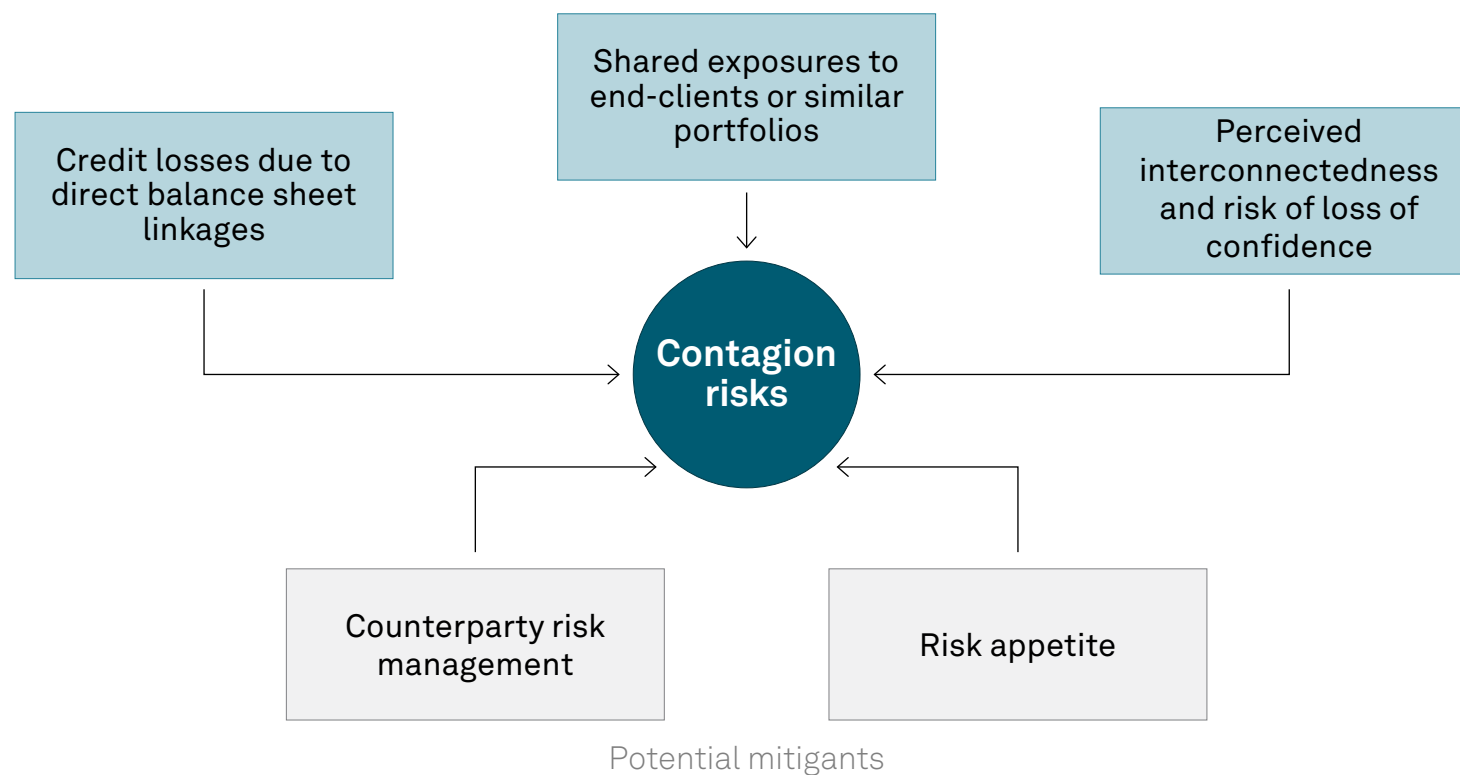 Credit losses due to
direct balance sheet
linkages
Shared exposures to
end-clients or similar
portfolios
Perceived
interconnectedness
and risk of loss of
confidence
Contagion
risks
Counterparty risk
management
Risk appetite
Potential mitigants